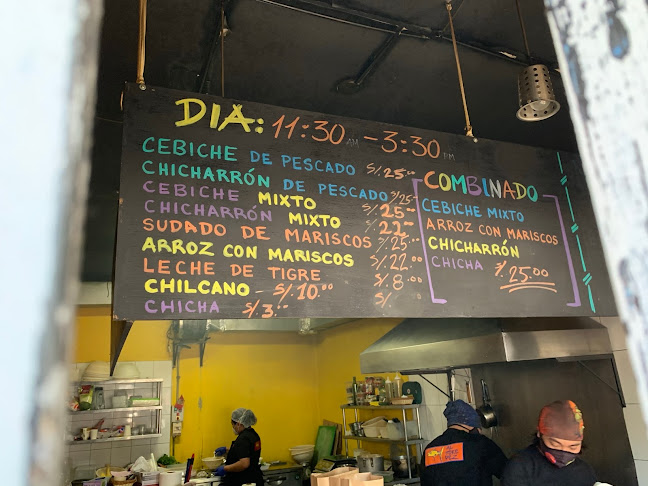 DIA: 11:30 AM - 3:30 PM
CEBICHE DE PESCADO S/.25.00
CHICHARRÓN DE PESCADO S/.25.-
CEBICHE MIXTO S/.25.00
CHICHARRÓN MIXTO S/.22.00
SUDADO DE MARISCOS S/.25.00
ARROZ CON MARISCOS S/.22.00
LECHE DE TIGRE S/.8.00
CHILCANO - S/.10.00 S/.
CHICHA S/.3.00
COMBINADO
CEBICHE MIXTO
ARROZ CON MARISCOS
CHICHARRÓN
CHICHA S/.25.00